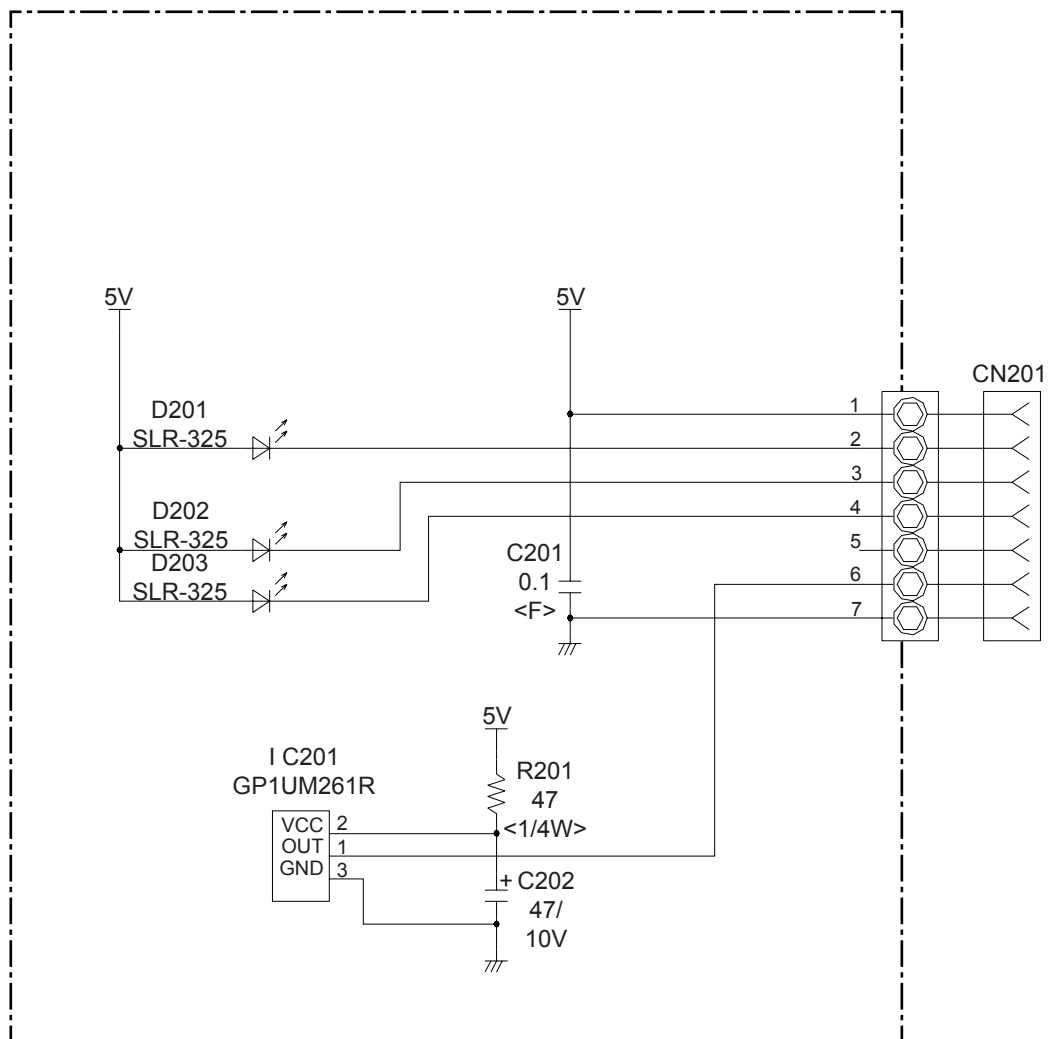 5V
5V
CN201
D201
SLR-325
D202
SLR-325
D203
SLR-325
C201
0.1
<F>
1
2
3
4
5
6
7
5V
I C201
GP1UM261R
R201
47
<1/4W>
VCC 2
OUT 1
GND 3
+ C202
47/
10V